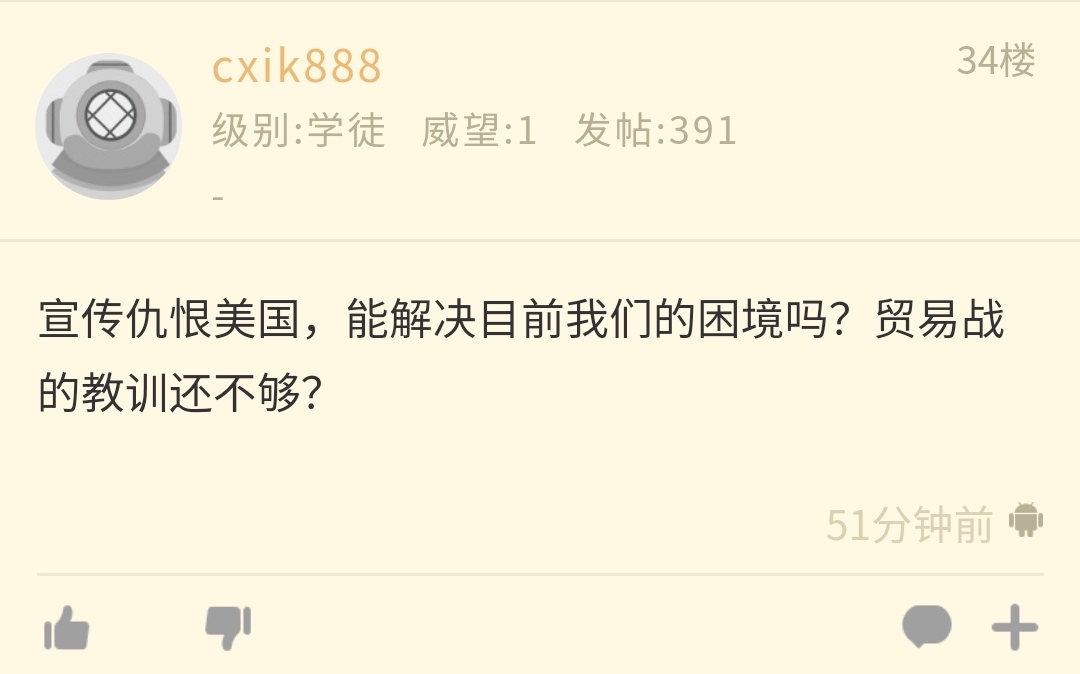 cxik888
34楼
级别:学徒 威望:1 发帖:391
-
宣传仇恨美国，能解决目前我们的困境吗？贸易战
的教训还不够？
51分钟前